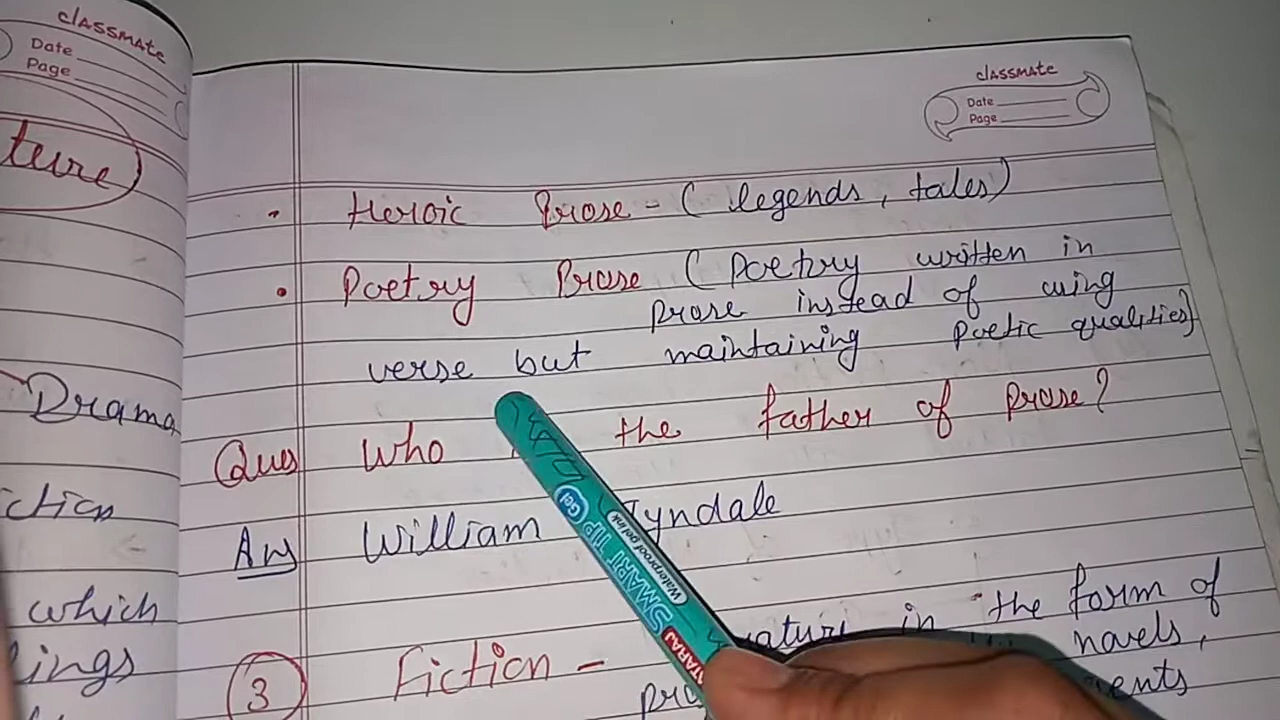 classmate
Date
Page
ture)
Drama
ction
which
ings
classmate
Date
Page
• Heroic Prose - ( legends, tales)
• Poetry Prose ( Poetry written in
prose instead of using
verse but maintaining Poetic qualities)
Ques Who the father of Prose?
Ans William Tyndale
3 Fiction - in the form of
novels,
SMART TIP Gel
Waterproof gel ink